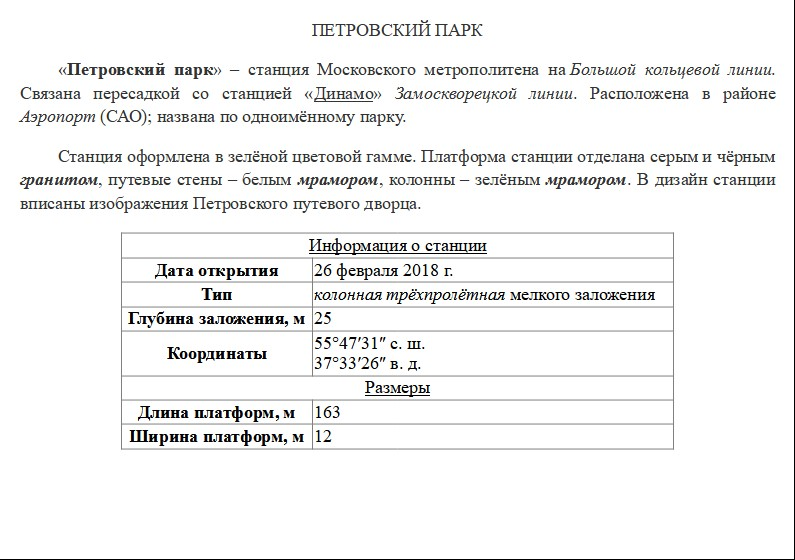 ПЕТРОВСКИЙ ПАРК
«Петровский парк» – станция Московского метрополитена на Большой кольцевой линии.
Связана пересадкой со станцией «Динамо» Замоскворецкой линии. Расположена в районе
Аэропорт (САО); названа по одноимённому парку.
Станция оформлена в зелёной цветовой гамме. Платформа станции отделана серым и чёрным
гранитом, путевые стены – белым мрамором, колонны – зелёным мрамором. В дизайн станции
вписаны изображения Петровского путевого дворца.
Информация о станции
Дата открытия 26 февраля 2018 г.
Тип колонная трёхпролётная мелкого заложения
Глубина заложения, м 25
Координаты 55°47′31″ с. ш.
37°33′26″ в. д.
Размеры
Длина платформ, м 163
Ширина платформ, м 12